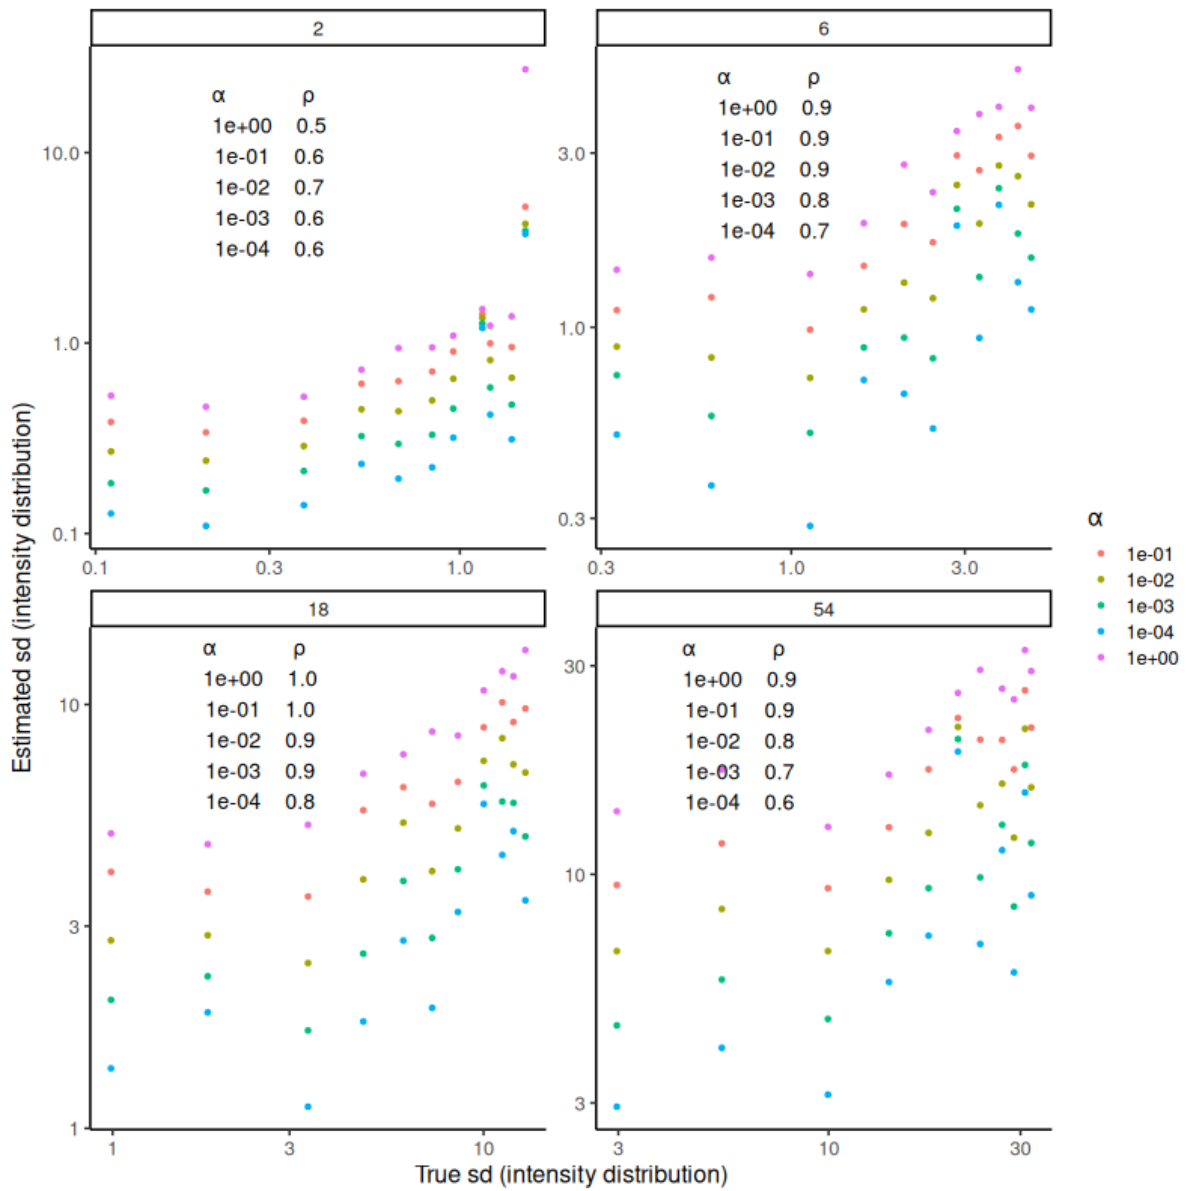 2
α ρ
1e+00 0.5
1e-01 0.6
1e-02 0.7
1e-03 0.6
1e-04 0.6
10.0
1.0
0.1
0.1 0.3 1.0
6
α ρ
1e+00 0.9
1e-01 0.9
1e-02 0.9
1e-03 0.8
1e-04 0.7
3.0
1.0
0.3
0.3 1.0 3.0
18
α ρ
1e+00 1.0
1e-01 1.0
1e-02 0.9
1e-03 0.9
1e-04 0.8
10
3
1
1 3 10
54
α ρ
1e+00 0.9
1e-01 0.9
1e-02 0.8
1e-03 0.7
1e-04 0.6
30
10
3
3 10 30
Estimated sd (intensity distribution)
True sd (intensity distribution)
α
1e-01
1e-02
1e-03
1e-04
1e+00